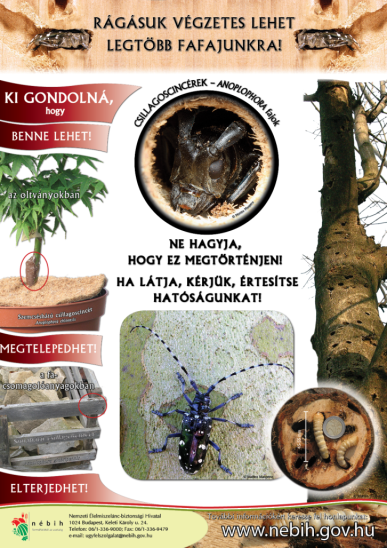 RÁGÁSUK VÉGZETES LEHET
LEGTÖBB FAFAJUNKRA!
KI GONDOLNÁ,
hogy
BENNE LEHET!
az oltványokban
MEGTELEPEDHET!
a fa-
csomagolóanyagokban
ELTERJEDHET!
CSILLAGOSCINCÉREK – ANOPLOPHORA fajok
NE HAGYJA,
HOGY EZ MEGTÖRTÉNJEN!
HA LÁTJA, KÉRJÜK, ÉRTESÍTSE
HATÓSÁGUNKAT!
nébih
Nemzeti Élelmiszerlánc-biztonsági Hivatal
1024 Budapest, Keleti Károly u. 24.
Telefon: 06/1-336-9000; Fax: 06/1-336-9479
e-mail: ugyfelszolgalat@nebih.gov.hu
www.nebih.gov.hu